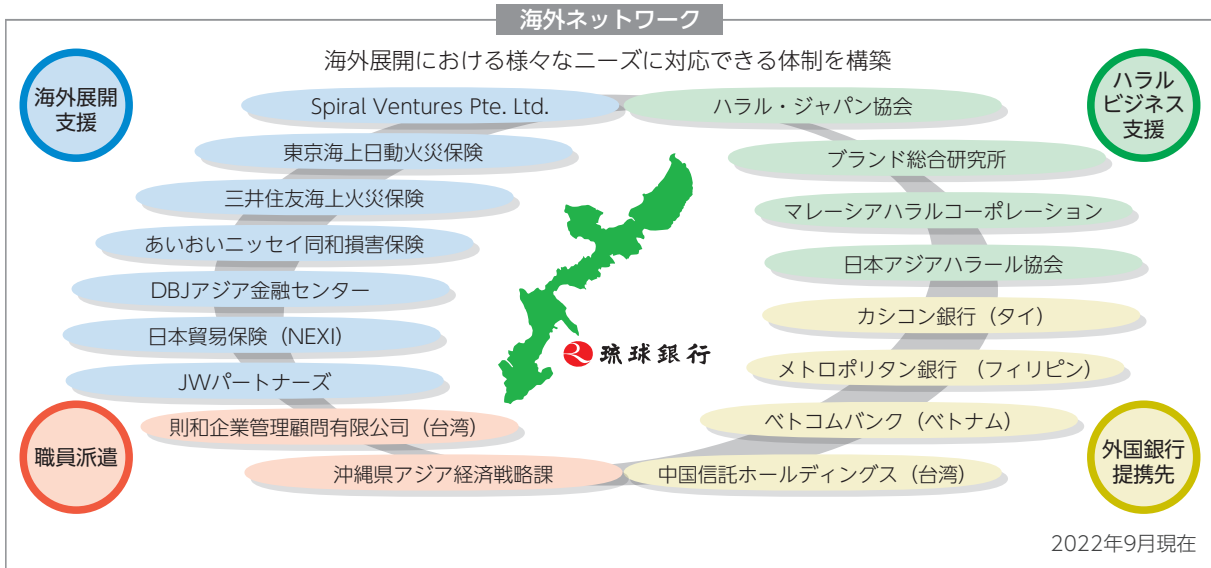 海外ネットワーク
海外展開における様々なニーズに対応できる体制を構築
海外展開
支援
Spiral Ventures Pte. Ltd.
東京海上日動火災保険
三井住友海上火災保険
あいおいニッセイ同和損害保険
DBJアジア金融センター
日本貿易保険（NEXI）
JWパートナーズ
職員派遣
則和企業管理顧問有限公司（台湾）
沖縄県アジア経済戦略課
ハラル
ビジネス
支援
ハラル・ジャパン協会
ブランド総合研究所
マレーシアハラルコーポレーション
日本アジアハラール協会
外国銀行
提携先
カシコン銀行（タイ）
メトロポリタン銀行 （フィリピン）
ベトコムバンク（ベトナム）
中国信託ホールディングス（台湾）
琉球銀行
2022年9月現在